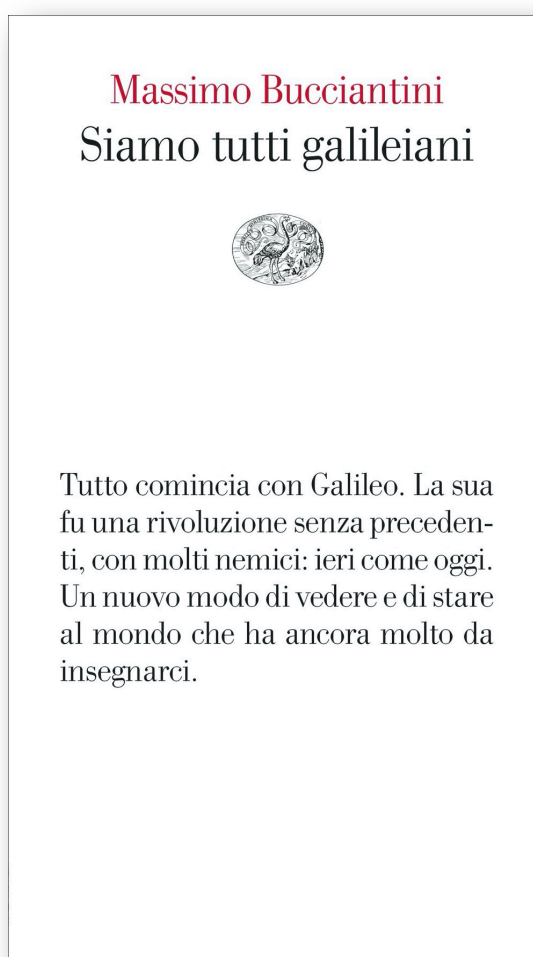 Massimo Bucciantini
Siamo tutti galileiani
Tutto comincia con Galileo. La sua
fu una rivoluzione senza preceden-
ti, con molti nemici: ieri come oggi.
Un nuovo modo di vedere e di stare
al mondo che ha ancora molto da
insegnarci.